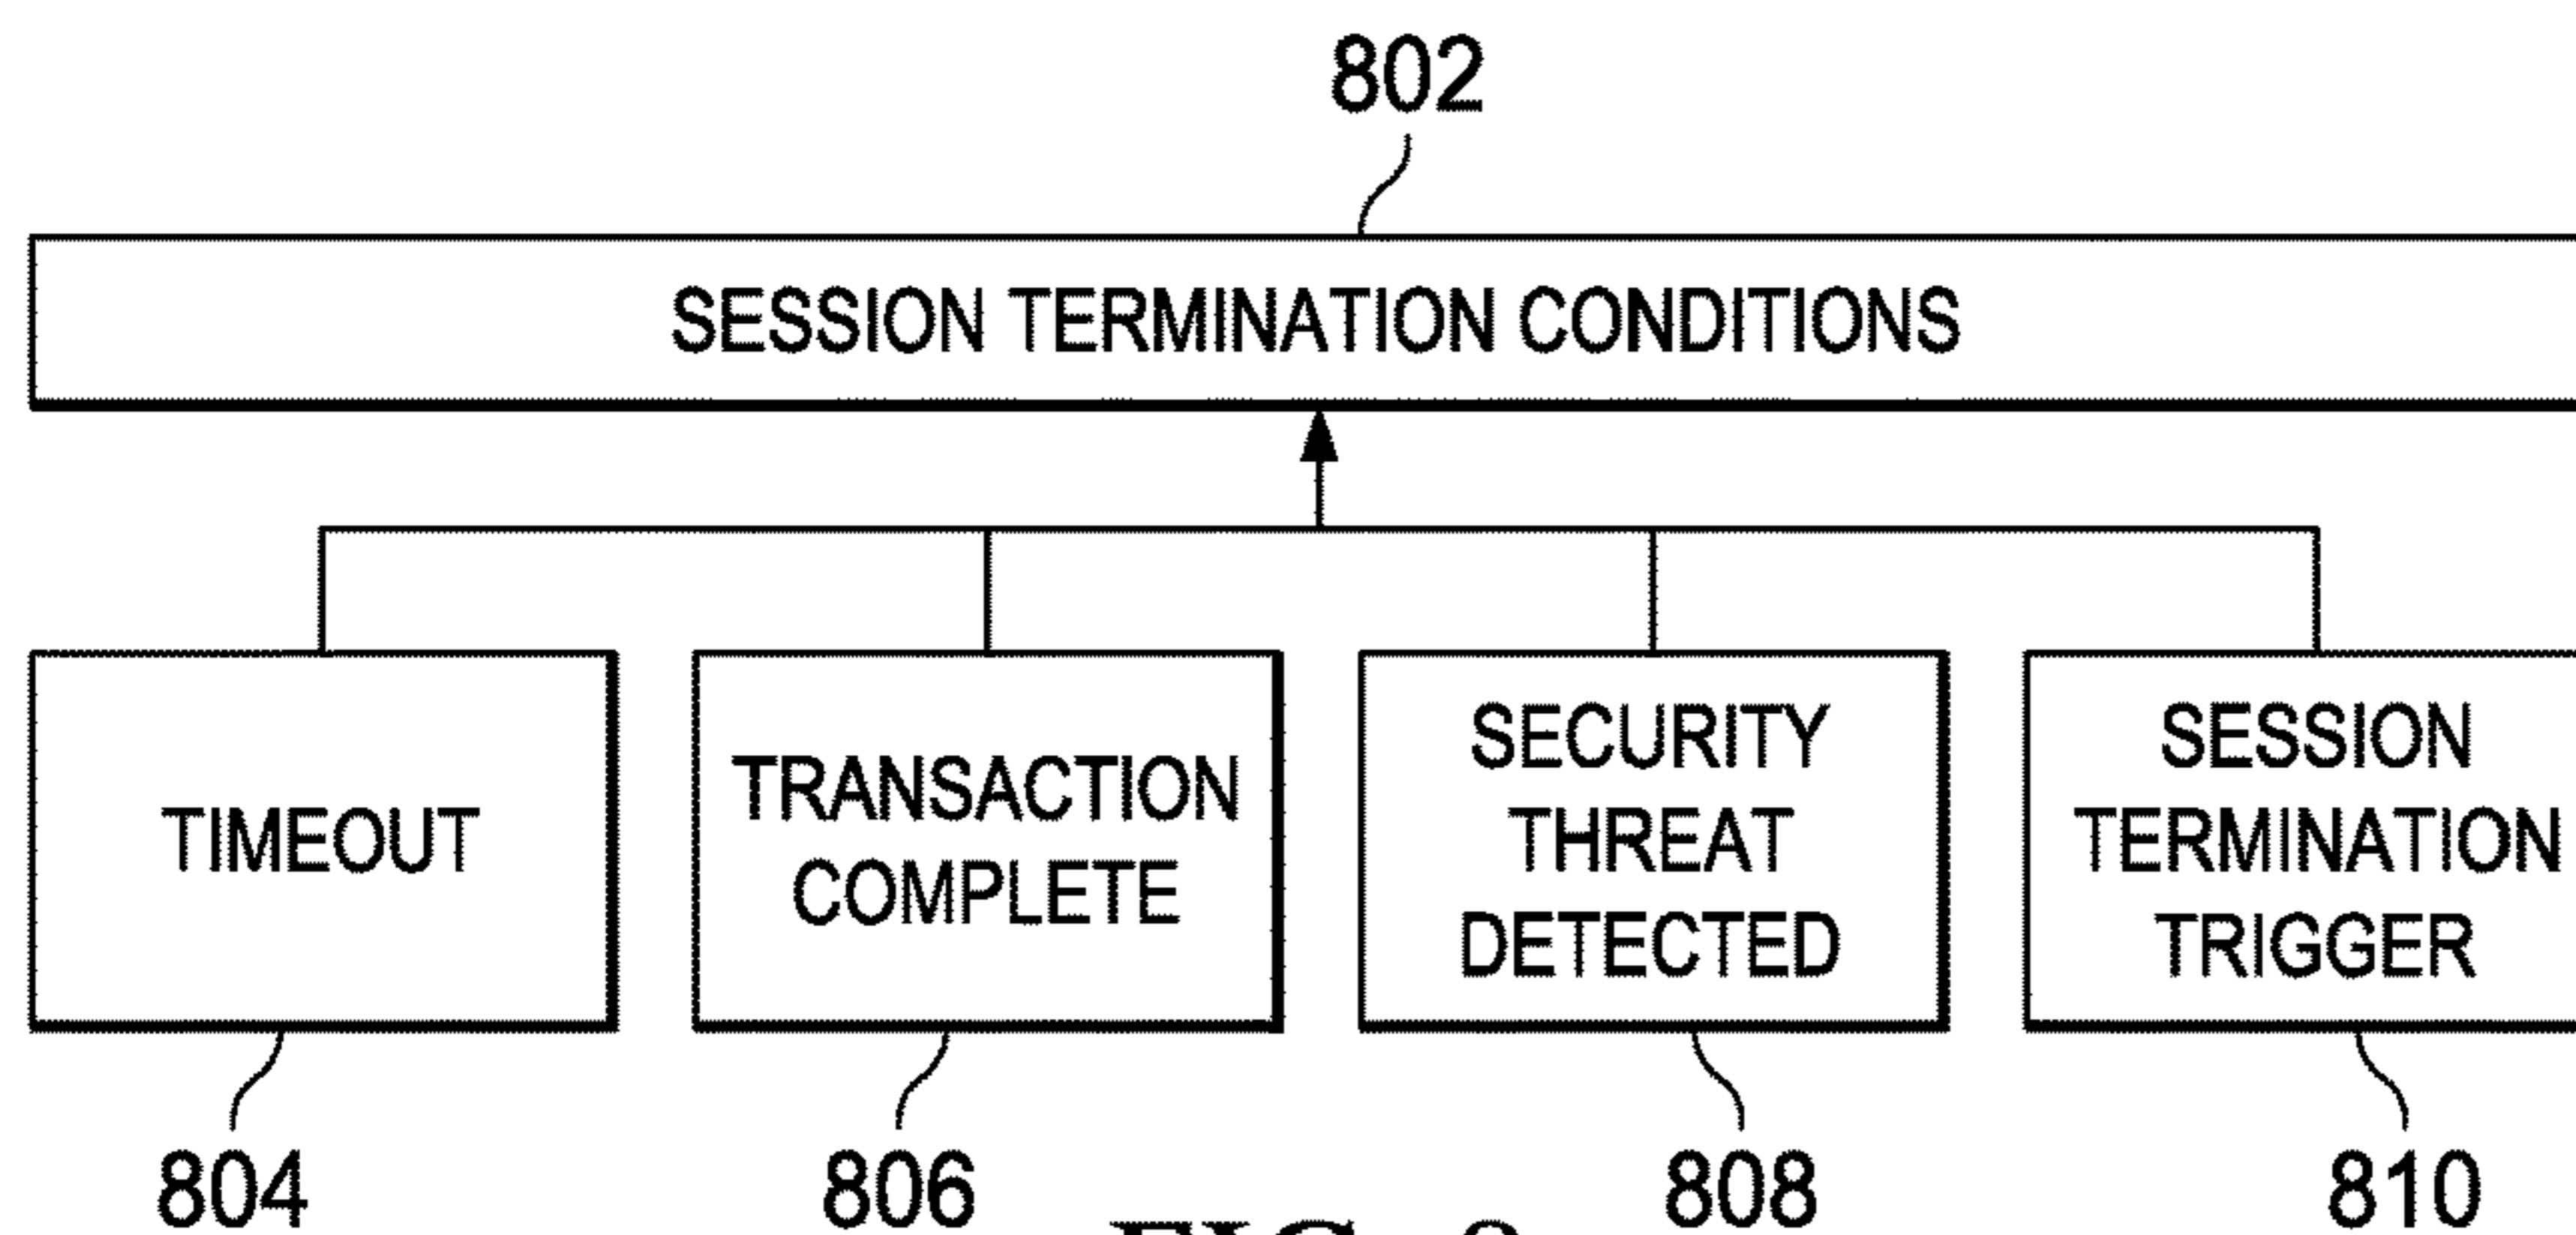 802
SESSION TERMINATION CONDITIONS
TIMEOUT
TRANSACTION
COMPLETE
SECURITY
THREAT
DETECTED
SESSION
TERMINATION
TRIGGER
804
806
808
810